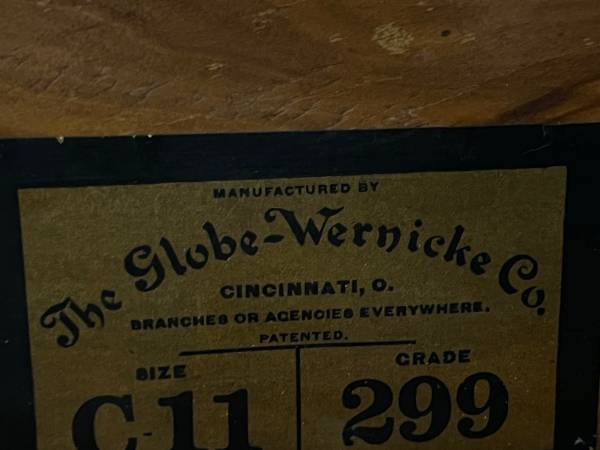 MANUFACTURED BY
The Globe-Wernicke Co.
CINCINNATI, O.
BRANCHES OR AGENCIES EVERYWHERE.
PATENTED.
SIZE GRADE
C-11 299